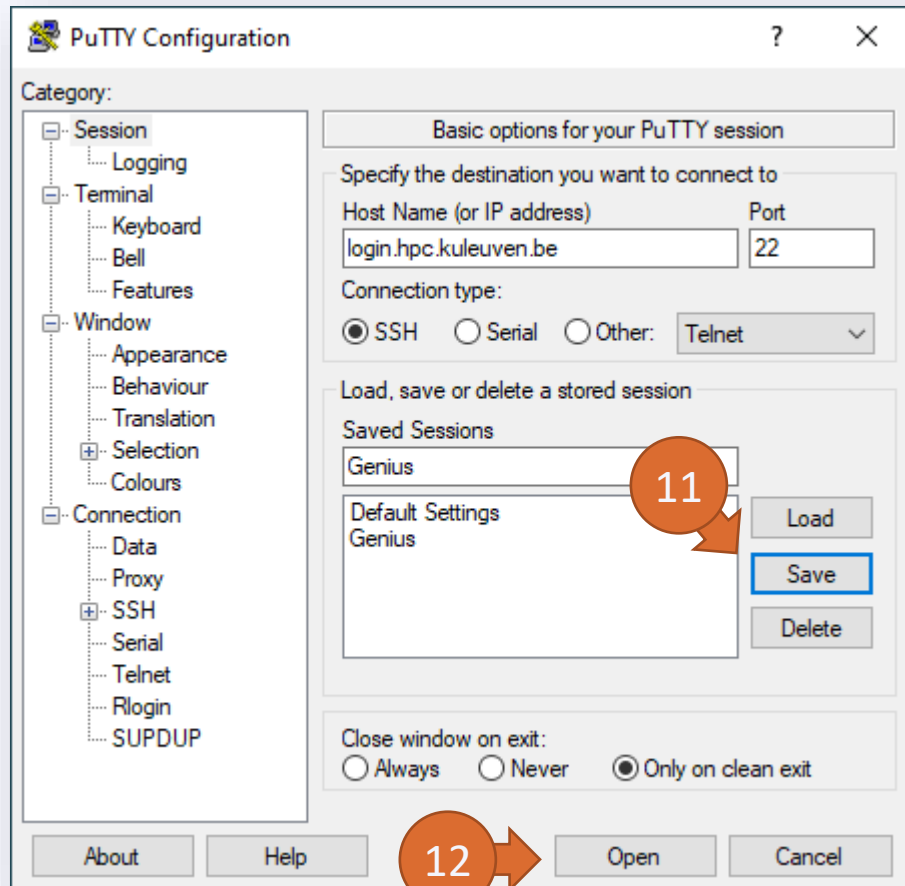 PuTTY Configuration
?
Category:
Session
Logging
Terminal
Keyboard
Bell
Features
Window
Appearance
Behaviour
Translation
Selection
Colours
Connection
Data
Proxy
SSH
Serial
Telnet
Rlogin
SUPDUP
Basic options for your PuTTY session
Specify the destination you want to connect to
Host Name (or IP address) Port
login.hpc.kuleuven.be 22
Connection type:
SSH Serial Other: Telnet
Load, save or delete a stored session
Saved Sessions
Genius
11
Default Settings
Genius
Load
Save
Delete
Close window on exit:
Always Never Only on clean exit
About Help 12 Open Cancel